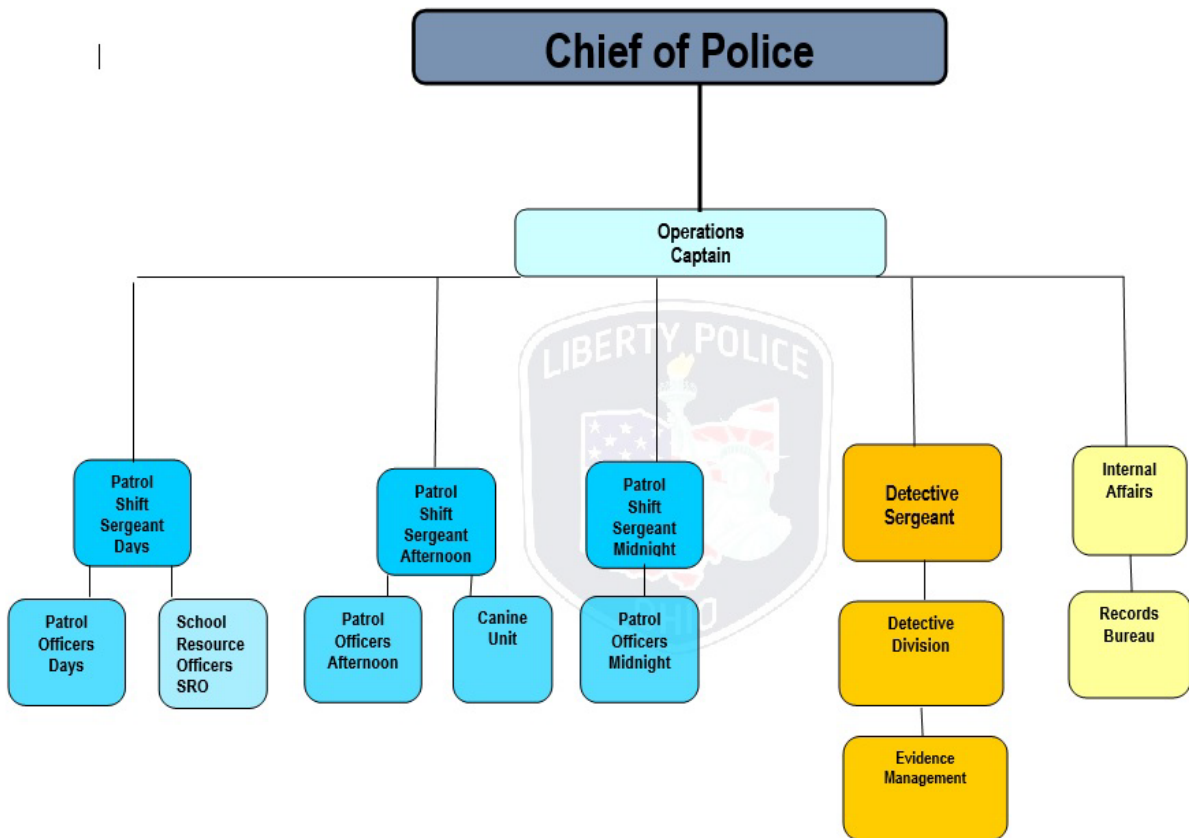 Chief of Police
Operations
Captain
LIBERTY POLICE
OHIO
Patrol
Shift
Sergeant
Days
Patrol
Shift
Sergeant
Afternoon
Patrol
Shift
Sergeant
Midnight
Detective
Sergeant
Internal
Affairs
Patrol
Officers
Days
School
Resource
Officers
SRO
Patrol
Officers
Afternoon
Canine
Unit
Patrol
Officers
Midnight
Detective
Division
Records
Bureau
Evidence
Management